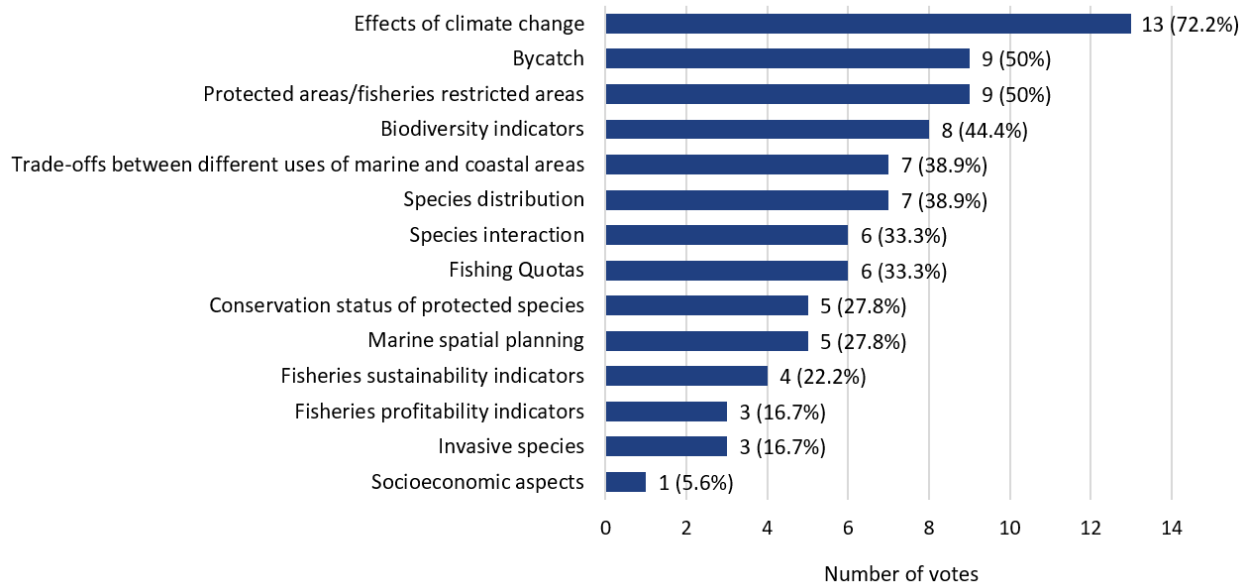 Effects of climate change 13 (72.2%)
Bycatch 9 (50%)
Protected areas/fisheries restricted areas 9 (50%)
Biodiversity indicators 8 (44.4%)
Trade-offs between different uses of marine and coastal areas 7 (38.9%)
Species distribution 7 (38.9%)
Species interaction 6 (33.3%)
Fishing Quotas 6 (33.3%)
Conservation status of protected species 5 (27.8%)
Marine spatial planning 5 (27.8%)
Fisheries sustainability indicators 4 (22.2%)
Fisheries profitability indicators 3 (16.7%)
Invasive species 3 (16.7%)
Socioeconomic aspects 1 (5.6%)
0 2 4 6 8 10 12 14
Number of votes